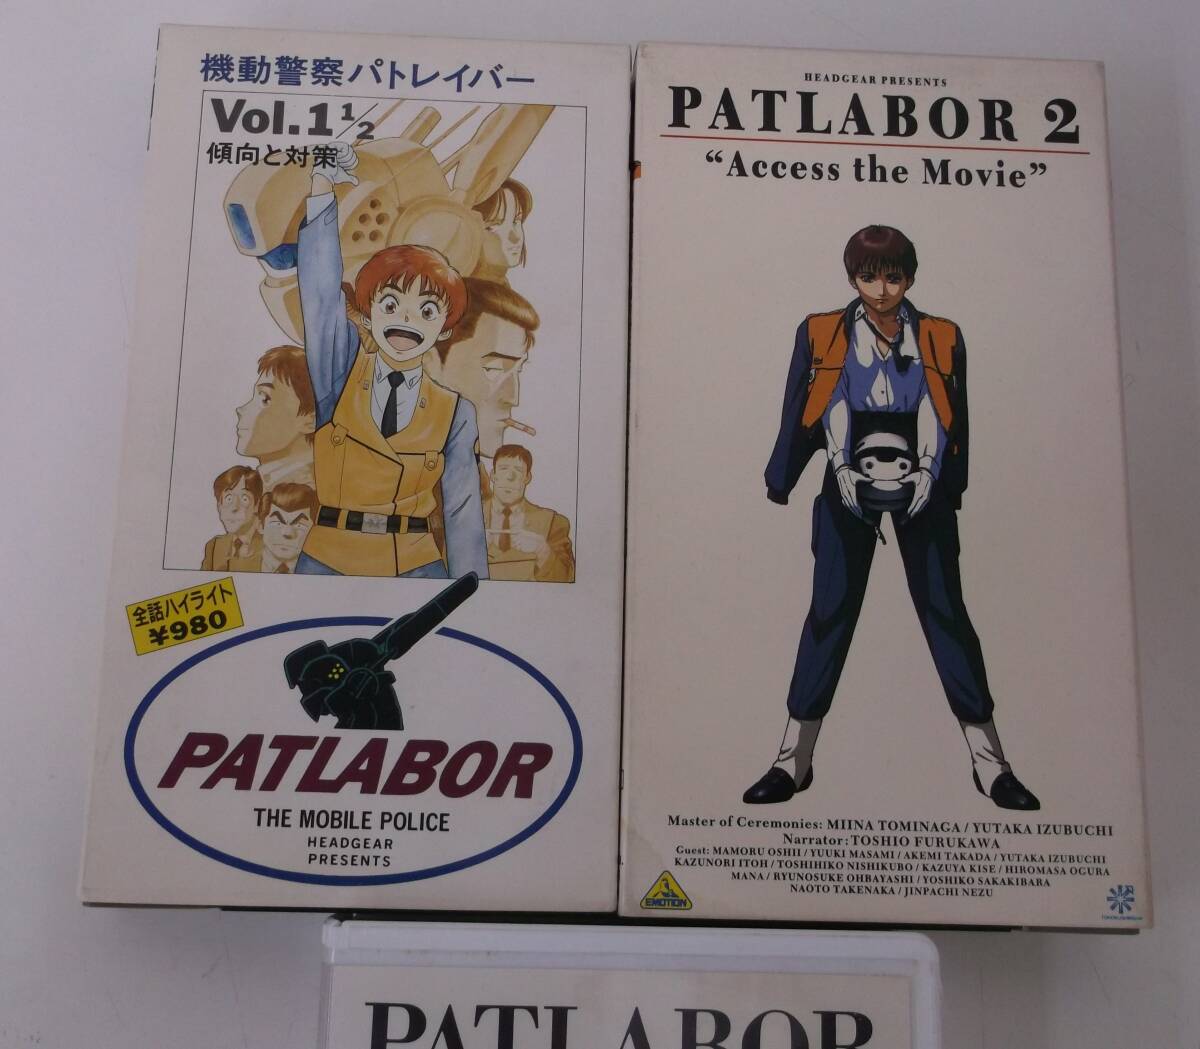 機動警察パトレイバー
Vol.1 1/2
傾向と対策
全話ハイライト
¥980
PATLABOR
THE MOBILE POLICE
HEADGEAR
PRESENTS
HEADGEAR PRESENTS
PATLABOR 2
“Access the Movie”
Master of Ceremonies: MIINA TOMINAGA / YUTAKA IZUBUCHI
Narrator: TOSHIO FURUKAWA
Guest: MAMORU OSHII / YUUKI MASAMI / AKEMI TAKADA / YUTAKA IZUBUCHI
KAZUNORI ITOH / TOSHIHIKO NISHIKUBO / KAZUYA KISE / HIROMASA OGURA
MANA / RYUNOSUKE OHBAYASHI / YOSHIKO SAKAKIBARA
NAOTO TAKENAKA / JINPACHI NEZU
EMOTION
PATLABOR